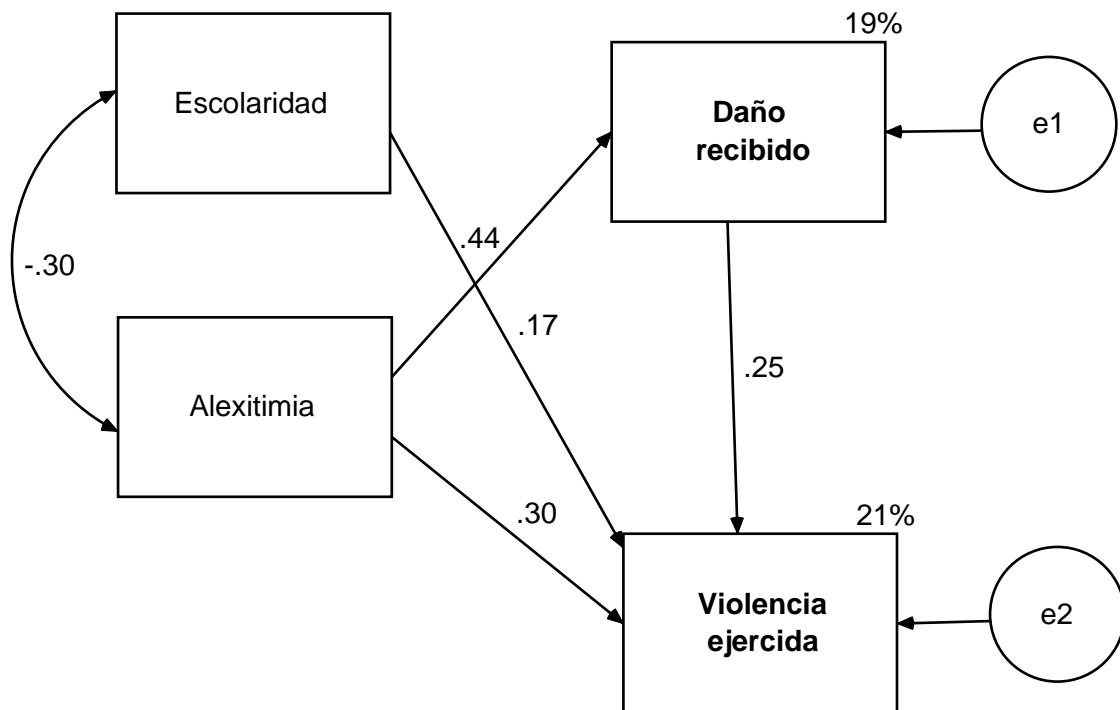 19%
Escolaridad
Daño
recibido
e1
.44
-.30
.17
.25
Alexitimia
.30
21%
Violencia
ejercida
e2